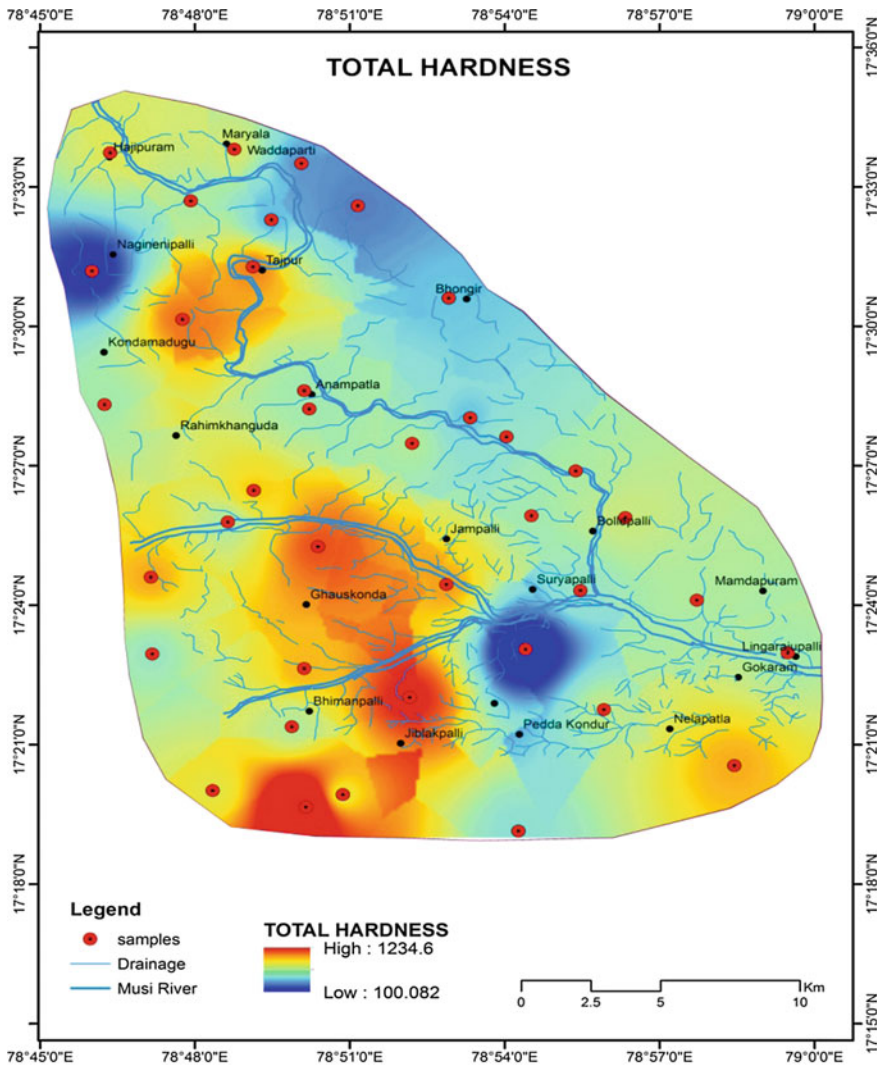 78°45'0"E 78°48'0"E 78°51'0"E 78°54'0"E 78°57'0"E 79°0'0"E
17°36'0"N 17°36'0"N
TOTAL HARDNESS
Maryala
Hajipuram Waddaparti
17°33'0"N 17°33'0"N
Naginenipalli
Tajpur
Bhongir
17°30'0"N 17°30'0"N
Kondamadugu
Anampatla
Rahimkhanguda
17°27'0"N 17°27'0"N
Jampalli Bollupalli
Suryapalli Mamdapuram
17°24'0"N 17°24'0"N
Ghauskonda
Lingarajupalli
Gokaram
Bhimanpalli
Pedda Kondur Nelapatla
Jiblakpalli
17°21'0"N 17°21'0"N
17°18'0"N 17°18'0"N
Legend
samples
Drainage
Musi River
TOTAL HARDNESS
High : 1234.6
Low : 100.082
Km
0 2.5 5 10
17°15'0"N 17°15'0"N
78°45'0"E 78°48'0"E 78°51'0"E 78°54'0"E 78°57'0"E 79°0'0"E